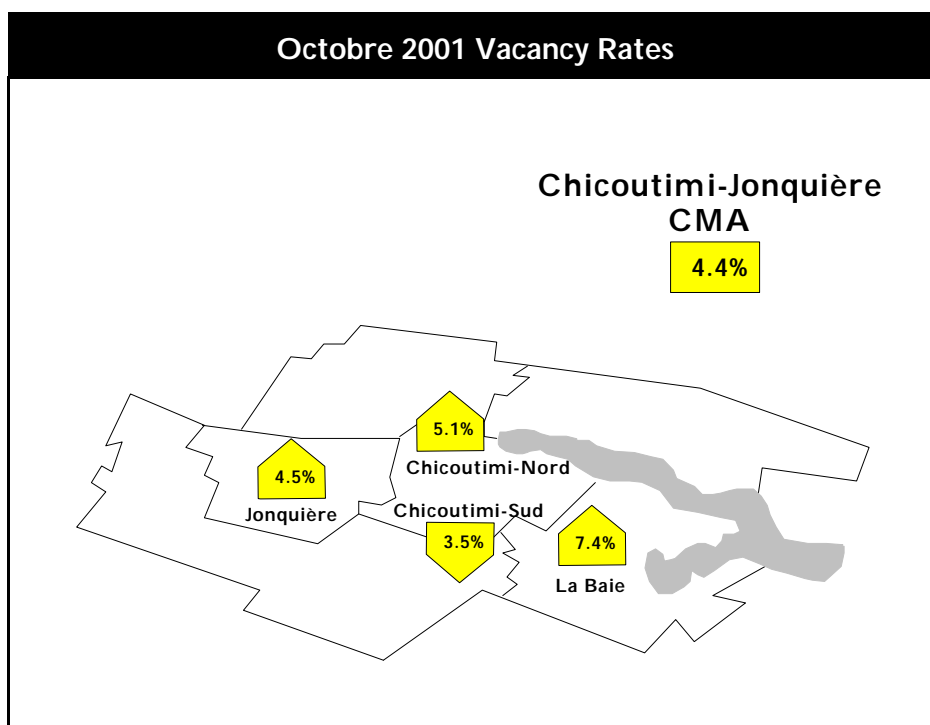 Octobre 2001 Vacancy Rates
Chicoutimi-Jonquière
CMA
4.4%
5.1%
Chicoutimi-Nord
4.5%
Jonquière
Chicoutimi-Sud
3.5%
7.4%
La Baie